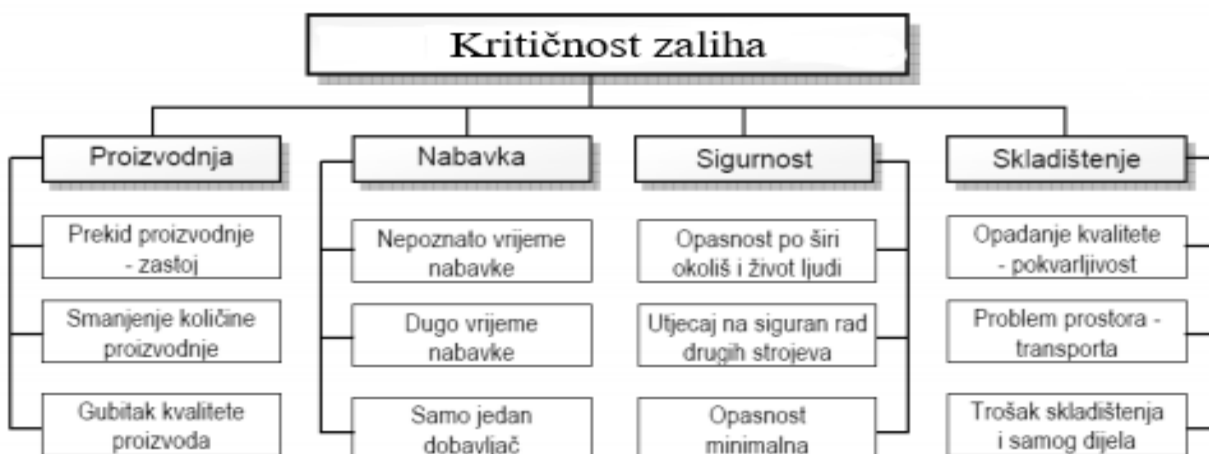 Kritičnost zaliha
Proizvodnja
Prekid proizvodnje
- zastoj
Smanjenje količine
proizvodnje
Gubitak kvalitete
proizvoda
Nabavka
Nepoznato vrijeme
nabavke
Dugo vrijeme
nabavke
Samo jedan
dobavljač
Sigurnost
Opasnost po širi
okoliš i život ljudi
Utjecaj na siguran rad
drugih strojeva
Opasnost
minimalna
Skladištenje
Opadanje kvalitete
- pokvarljivost
Problem prostora -
transporta
Trošak skladištenja
i samog dijela